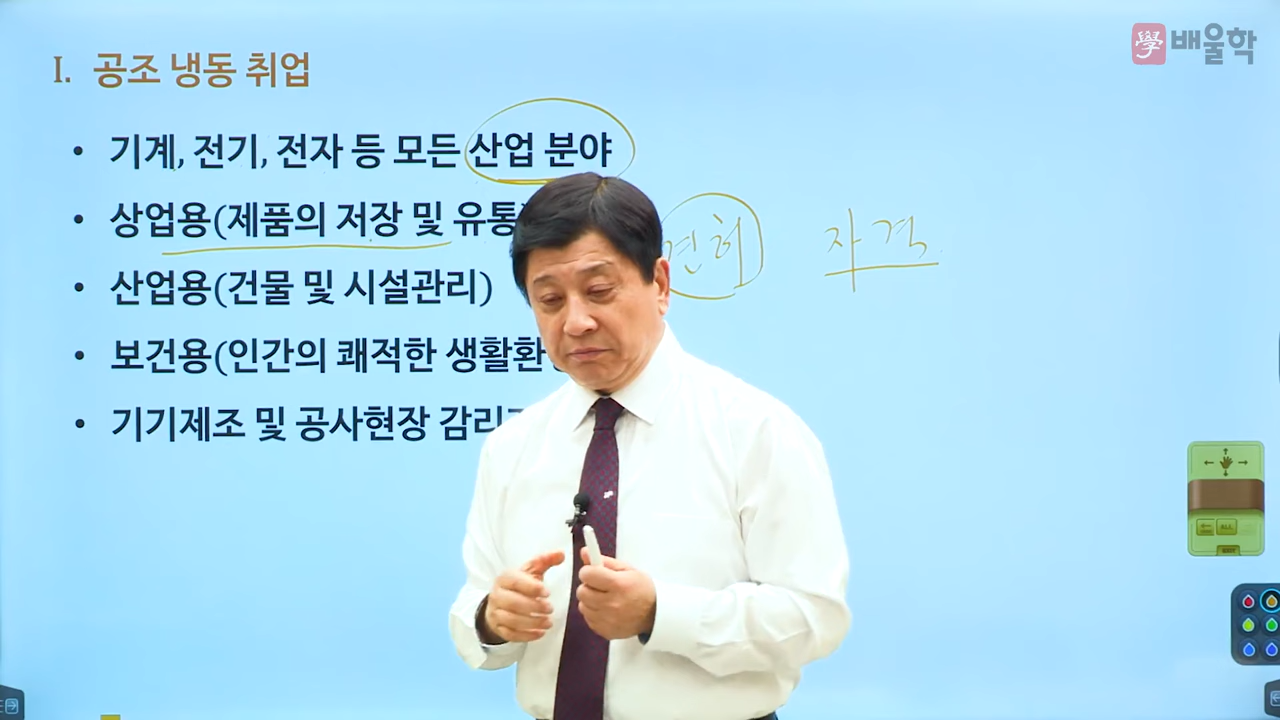 學 배울학
I. 공조 냉동 취업
• 기계, 전기, 전자 등 모든 산업 분야
• 상업용(제품의 저장 및 유통
자격
• 산업용(건물 및 시설관리)
• 보건용(인간의 쾌적한 생활환
• 기기제조 및 공사현장 감리
ALL
EXIT